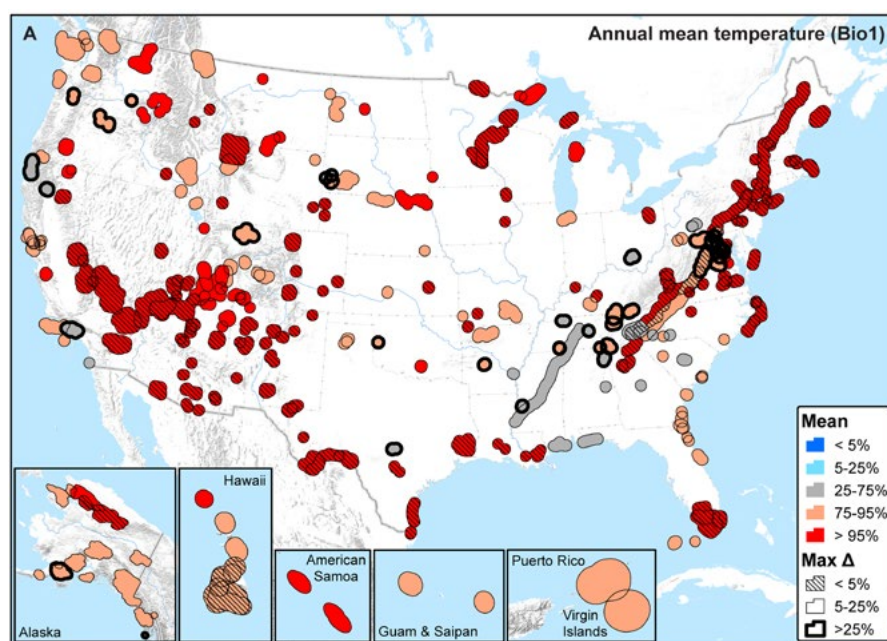 A
Annual mean temperature (Bio1)
Mean
< 5%
5-25%
25-75%
75-95%
> 95%
Max Δ
< 5%
5-25%
>25%
Alaska
Hawaii
American
Samoa
Guam & Saipan
Puerto Rico
Virgin
Islands